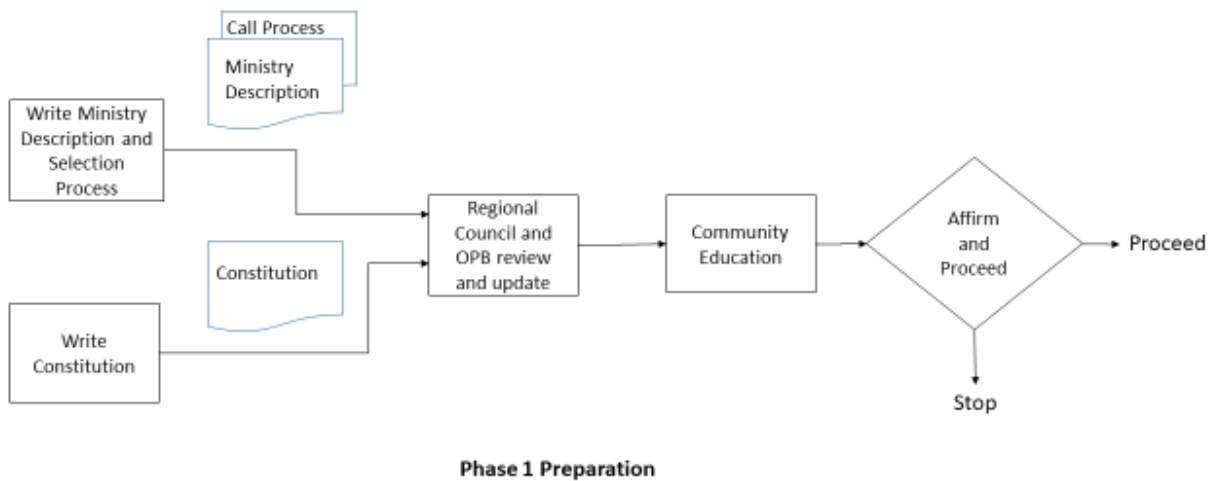 Call Process
Ministry
Description
Write Ministry
Description and
Selection
Process
Regional
Council and
OPB review
and update
Community
Education
Affirm
and
Proceed
Proceed
Constitution
Write
Constitution
Stop
Phase 1 Preparation